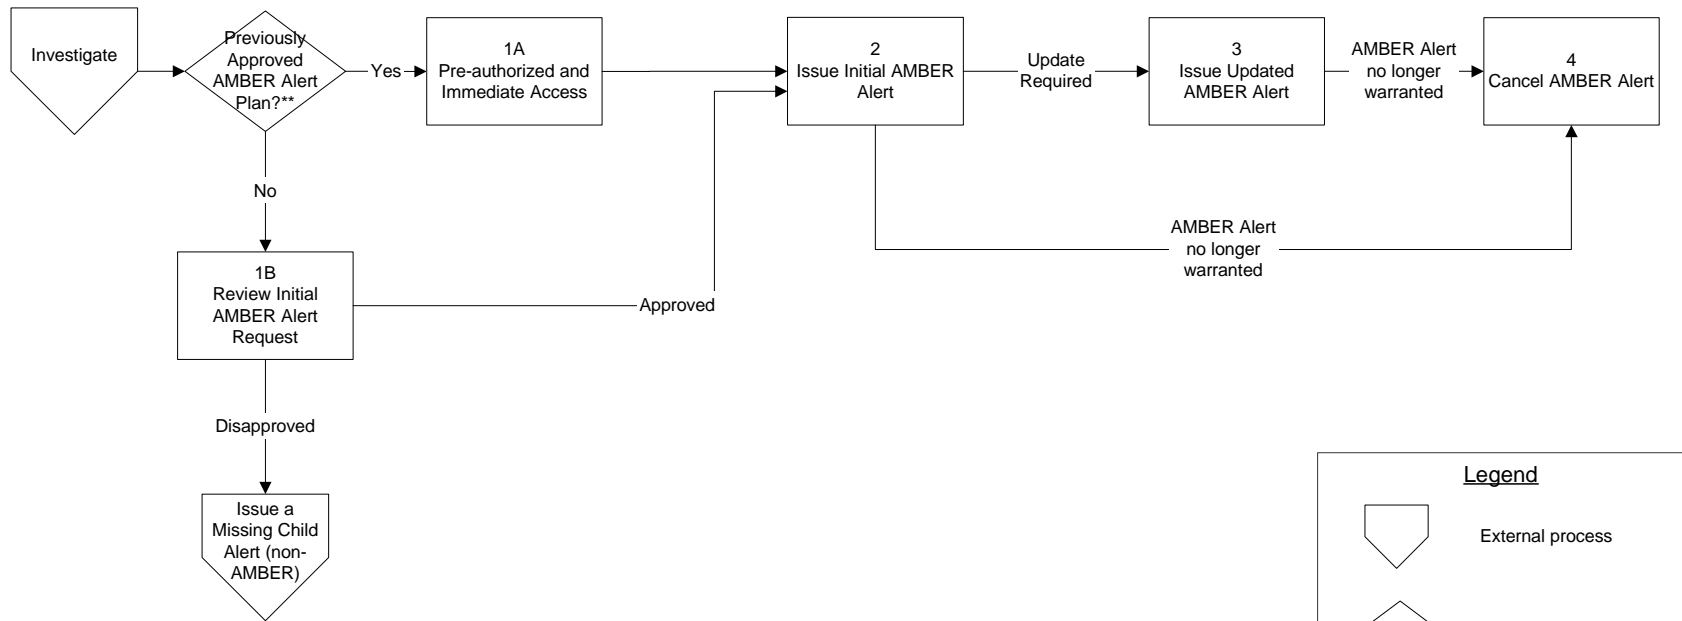 Investigate
Previously
Approved
AMBER Alert
Plan?**
Yes
1A
Pre-authorized and
Immediate Access
2
Issue Initial AMBER
Alert
Update
Required
3
Issue Updated
AMBER Alert
AMBER Alert
no longer
warranted
4
Cancel AMBER Alert
No
AMBER Alert
no longer
warranted
1B
Review Initial
AMBER Alert
Request
Approved
Disapproved
Issue a
Missing Child
Alert (non-
AMBER)
Legend
External process